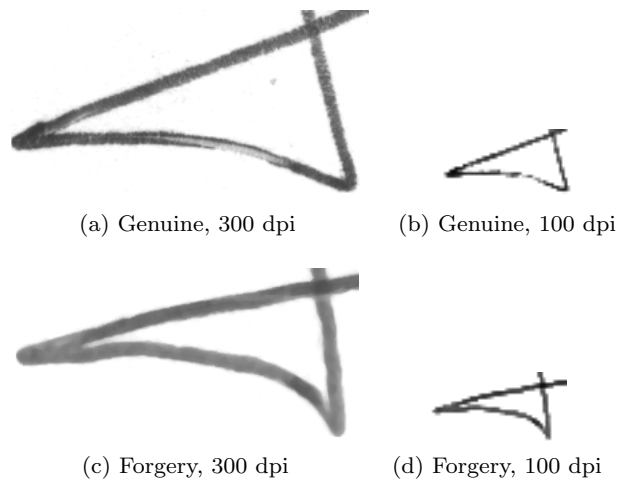 (a) Genuine, 300 dpi
(b) Genuine, 100 dpi
(c) Forgery, 300 dpi
(d) Forgery, 100 dpi